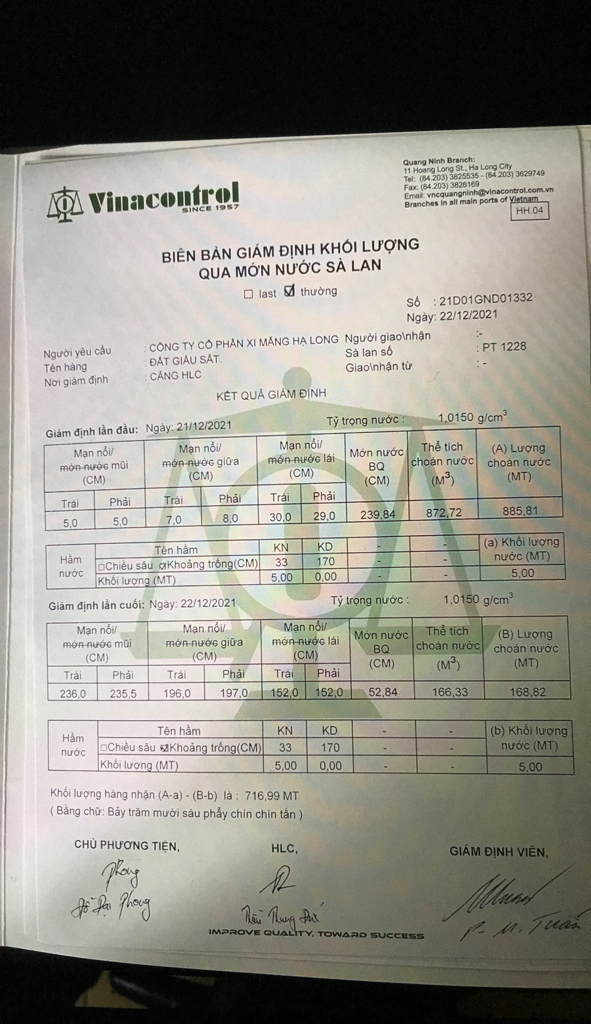 Vinacontrol
SINCE 1957
Quang Ninh Branch:
11 Hoang Long St., Ha Long City
Tel: (84.203) 3825535 - (84.203) 3829749
Fax: (84.203) 3826169
Email: vncquangninh@vinacontrol.com.vn
Branches in all main ports of Vietnam
HH.04
BIÊN BẢN GIÁM ĐỊNH KHỐI LƯỢNG
QUA MỚN NƯỚC SÀ LAN
last thường
Số : 21D01GND01332
Ngày: 22/12/2021
Người yêu cầu : CÔNG TY CỔ PHẦN XI MĂNG HẠ LONG Người giao\nhận :-
Tên hàng : ĐẤT GIÀU SẮT. Sà lan số : PT 1228
Nơi giám định : CẢNG HLC Giao\nhận từ : -
KẾT QUẢ GIÁM ĐỊNH
Giám định lần đầu: Ngày: 21/12/2021 Tỷ trọng nước : 1,0150 g/cm³
Mạn nổi/ món nước mũi (CM) Mạn nổi/ món nước giữa (CM) Mạn nổi/ món nước lái (CM) Mớn nước BQ (CM) Thể tích choán nước (M³) (A) Lượng choán nước (MT)
Trái Phải Trái Phải Trái Phải
5,0 5,0 7,0 8,0 30,0 29,0 239,84 872,72 885,81
Hầm nước Tên hầm KN KD - - (a) Khối lượng nước (MT)
Chiều sâu Khoảng trống(CM) 33 170 - -
Khối lượng (MT) 5,00 0,00 - - 5,00
Giám định lần cuối: Ngày: 22/12/2021 Tỷ trọng nước : 1,0150 g/cm³
Mạn nổi/ món nước mũi (CM) Mạn nổi/ món nước giữa (CM) Mạn nổi/ món nước lái (CM) Mớn nước BQ (CM) Thể tích choán nước (M³) (B) Lượng choán nước (MT)
Trái Phải Trái Phải Trái Phải
236,0 235,5 196,0 197,0 152,0 152,0 52,84 166,33 168,82
Hầm nước Tên hầm KN KD - - (b) Khối lượng nước (MT)
Chiều sâu Khoảng trống(CM) 33 170 - -
Khối lượng (MT) 5,00 0,00 - - 5,00
Khối lượng hàng nhận (A-a) - (B-b) là : 716,99 MT
( Bằng chữ: Bảy trăm mười sáu phẩy chín chín tấn )
CHỦ PHƯƠNG TIỆN, HLC, GIÁM ĐỊNH VIÊN,
Phong
Đỗ Đại Phong
Tuấn
IMPROVE QUALITY, TOWARD SUCCESS